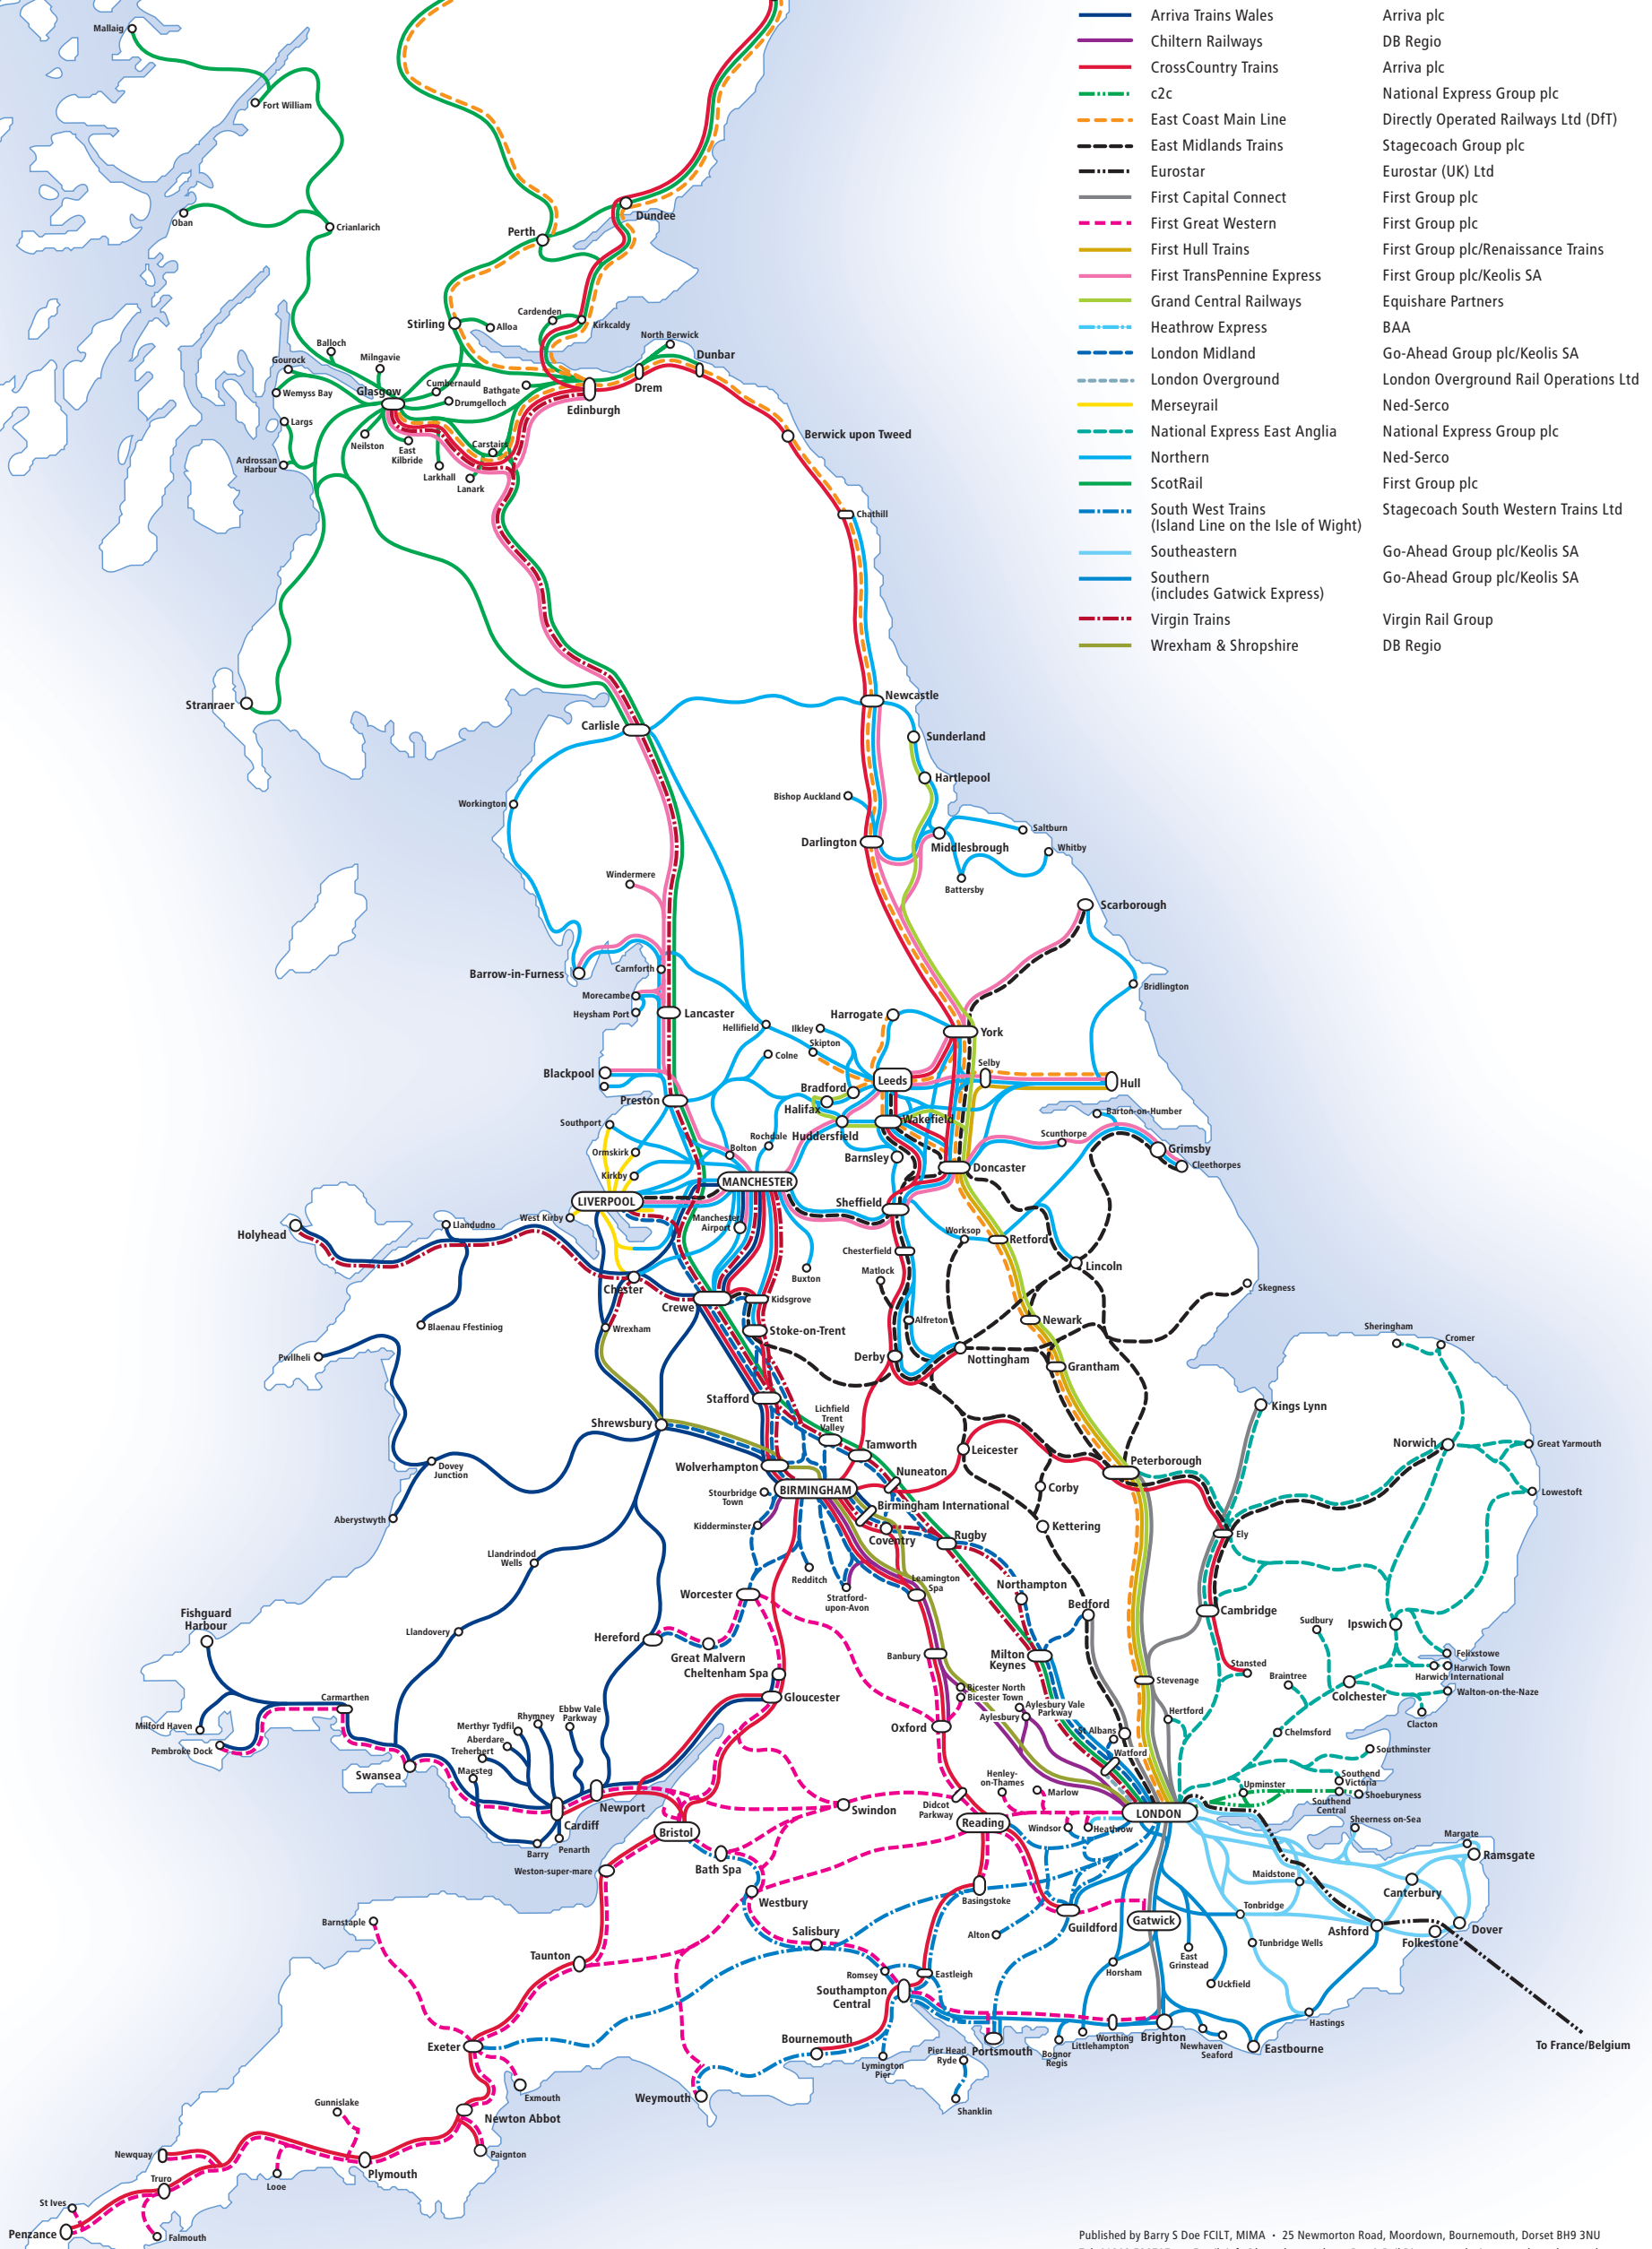 Arriva Trains Wales Arriva plc
Chiltern Railways DB Regio
CrossCountry Trains Arriva plc
c2c National Express Group plc
East Coast Main Line Directly Operated Railways Ltd (DfT)
East Midlands Trains Stagecoach Group plc
Eurostar Eurostar (UK) Ltd
First Capital Connect First Group plc
First Great Western First Group plc
First Hull Trains First Group plc/Renaissance Trains
First TransPennine Express First Group plc/Keolis SA
Grand Central Railways Equishare Partners
Heathrow Express BAA
London Midland Go-Ahead Group plc/Keolis SA
London Overground London Overground Rail Operations Ltd
Merseyrail Ned-Serco
National Express East Anglia National Express Group plc
Northern Ned-Serco
ScotRail First Group plc
South West Trains Stagecoach South Western Trains Ltd
(Island Line on the Isle of Wight)
Southeastern Go-Ahead Group plc/Keolis SA
Southern Go-Ahead Group plc/Keolis SA
(includes Gatwick Express)
Virgin Trains Virgin Rail Group
Wrexham & Shropshire DB Regio
Mallaig
Fort William
Oban
Crianlarich
Dundee
Perth
Stirling
Alloa
Cardenden
Kirkcaldy
North Berwick
Dunbar
Drem
Edinburgh
Balloch
Gourock
Milngavie
Wemyss Bay
Glasgow
Cumbernauld
Bathgate
Drumgelloch
Largs
Neilston
East
Kilbride
Carstairs
Ardrossan
Harbour
Larkhall
Lanark
Berwick upon Tweed
Chathill
Stranraer
Carlisle
Newcastle
Sunderland
Hartlepool
Workington
Bishop Auckland
Darlington
Middlesbrough
Saltburn
Whitby
Battersby
Windermere
Scarborough
Barrow-in-Furness
Carnforth
Bridlington
Morecambe
Heysham Port
Lancaster
Harrogate
York
Hellifield
Ilkley
Skipton
Colne
Selby
Blackpool
Leeds
Hull
Bradford
Preston
Halifax
Wakefield
Barton-on-Humber
Southport
Huddersfield
Rochdale
Scunthorpe
Bolton
Barnsley
Grimsby
Ormskirk
Cleethorpes
Kirkby
Doncaster
MANCHESTER
LIVERPOOL
Sheffield
West Kirby
Manchester
Airport
Holyhead
Llandudno
Worksop
Retford
Chesterfield
Lincoln
Matlock
Buxton
Chester
Skegness
Crewe
Kidsgrove
Blaenau Ffestiniog
Wrexham
Stoke-on-Trent
Alfreton
Newark
Pwllheli
Derby
Nottingham
Grantham
Sheringham
Cromer
Stafford
Kings Lynn
Lichfield
Trent
Valley
Shrewsbury
Tamworth
Leicester
Norwich
Great Yarmouth
Dovey
Junction
Wolverhampton
Nuneaton
Peterborough
Stourbridge
Town
BIRMINGHAM
Corby
Lowestoft
Birmingham International
Aberystwyth
Kidderminster
Coventry
Rugby
Kettering
Ely
Llandrindod
Wells
Redditch
Leamington
Spa
Stratford-
upon-Avon
Northampton
Worcester
Bedford
Cambridge
Fishguard
Harbour
Llandovery
Hereford
Great Malvern
Sudbury
Ipswich
Banbury
Milton
Keynes
Felixstowe
Harwich Town
Harwich International
Cheltenham Spa
Stansted
Braintree
Stevenage
Gloucester
Bicester North
Bicester Town
Aylesbury Vale
Parkway
Aylesbury
Colchester
Walton-on-the-Naze
Clacton
Carmarthen
Ebbw Vale
Parkway
Rhymney
Merthyr Tydfil
Aberdare
Treherbert
Maesteg
Milford Haven
Pembroke Dock
Oxford
St Albans
Hertford
Chelmsford
Watford
Southminster
Swansea
Newport
Henley-
on-Thames
Marlow
Didcot
Parkway
Upminster
Southend
Victoria
Shoeburyness
Southend
Central
Swindon
LONDON
Sheerness on-Sea
Cardiff
Bristol
Reading
Windsor
Heathrow
Margate
Ramsgate
Barry
Penarth
Bath Spa
Weston-super-mare
Maidstone
Canterbury
Westbury
Basingstoke
Tonbridge
Barnstaple
Guildford
Gatwick
Ashford
Dover
Folkestone
Salisbury
Alton
Tunbridge Wells
Taunton
East
Grinstead
Horsham
Romsey
Eastleigh
Uckfield
Southampton
Central
Hastings
Exeter
Bournemouth
Worthing
Brighton
Newhaven
Seaford
Eastbourne
To France/Belgium
Littlehampton
Bognor
Regis
Portsmouth
Pier Head
Ryde
Lymington
Pier
Shanklin
Weymouth
Exmouth
Gunnislake
Newton Abbot
Newquay
Paignton
Plymouth
Looe
Truro
St Ives
Penzance
Falmouth
Published by Barry S Doe FCILT, MIMA • 25 Newmorton Road, Moordown, Bournemouth, Dorset BH9 3NU